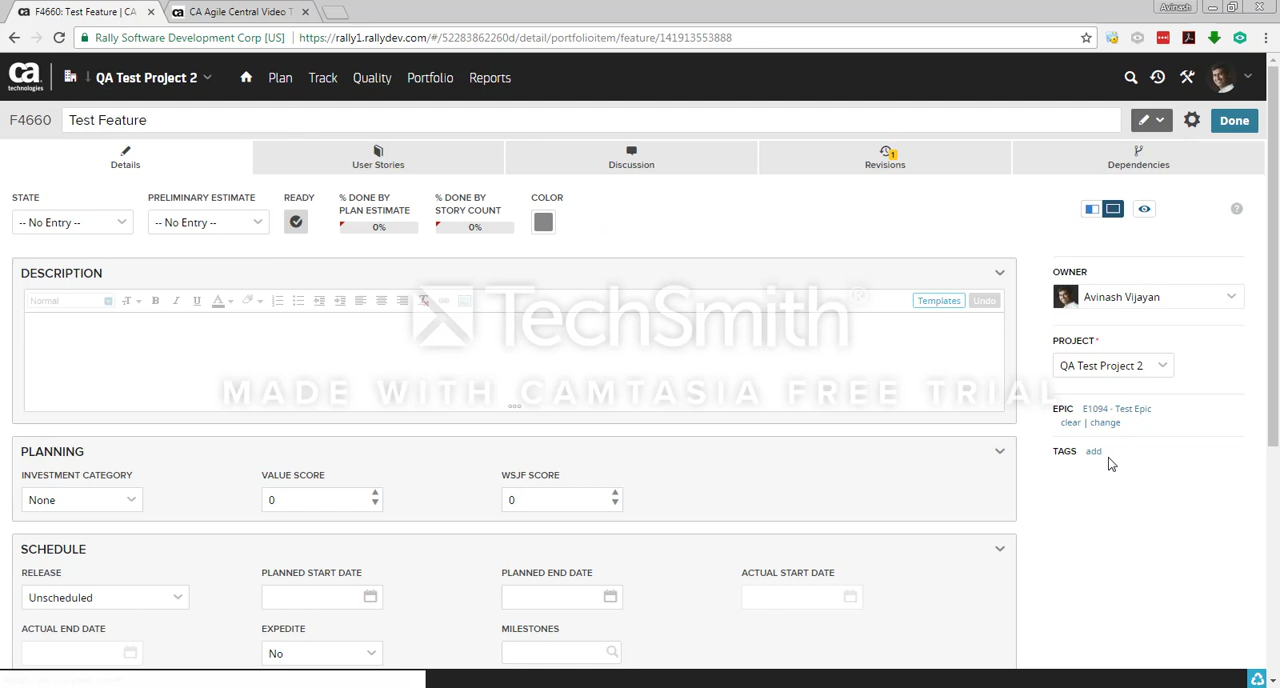 F4660: Test Feature | CA
CA Agile Central Video T
Avinash
Rally Software Development Corp [US] https://rally1.rallydev.com/#/52283862260d/detail/portfolioitem/feature/141913553888
ca technologies
QA Test Project 2
Plan
Track
Quality
Portfolio
Reports
F4660
Test Feature
Done
Details
User Stories
Discussion
1
Revisions
Dependencies
STATE
PRELIMINARY ESTIMATE
READY
% DONE BY
PLAN ESTIMATE
% DONE BY
STORY COUNT
COLOR
-- No Entry --
-- No Entry --
0%
0%
DESCRIPTION
Normal
Templates
Undo
TechSmith®
MADE WITH CAMTASIA FREE TRIAL
OWNER
Avinash Vijayan
PROJECT*
QA Test Project 2
EPIC E1094 - Test Epic
clear | change
TAGS add
PLANNING
INVESTMENT CATEGORY
VALUE SCORE
WSJF SCORE
None
0
0
SCHEDULE
RELEASE
PLANNED START DATE
PLANNED END DATE
ACTUAL START DATE
Unscheduled
ACTUAL END DATE
EXPEDITE
MILESTONES
No